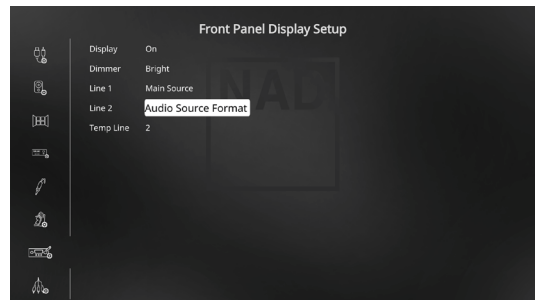 Front Panel Display Setup
Display On
Dimmer Bright
Line 1 Main Source
Line 2 Audio Source Format
Temp Line 2
NAD